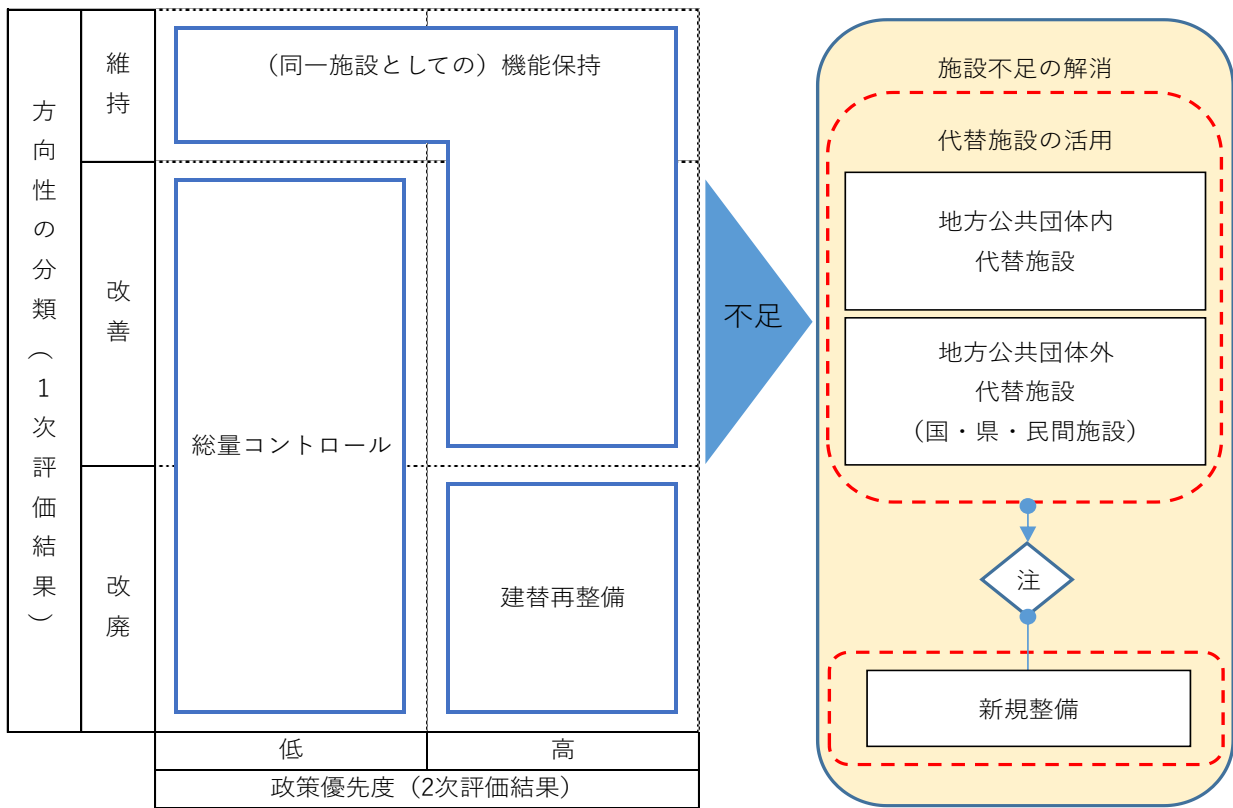 方向性の分類（１次評価結果）
維持
改善
改廃
（同一施設としての）機能保持
総量コントロール
建替再整備
低
高
政策優先度（2次評価結果）
不足
施設不足の解消
代替施設の活用
地方公共団体内
代替施設
地方公共団体外
代替施設
（国・県・民間施設）
注
新規整備